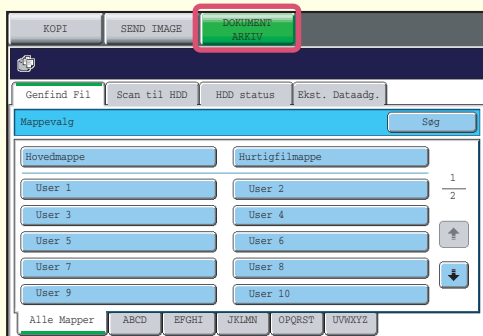 KOPI
SEND IMAGE
DOKUMENT
ARKIV
Genfind Fil
Scan til HDD
HDD status
Ekst. Dataadg.
Mappevalg
Søg
Hovedmappe
Hurtigfilmappe
User 1
User 2
User 3
User 4
User 5
User 6
User 7
User 8
User 9
User 10
1
2
Alle Mapper
ABCD
EFGHI
JKLMN
OPQRST
UVWXYZ